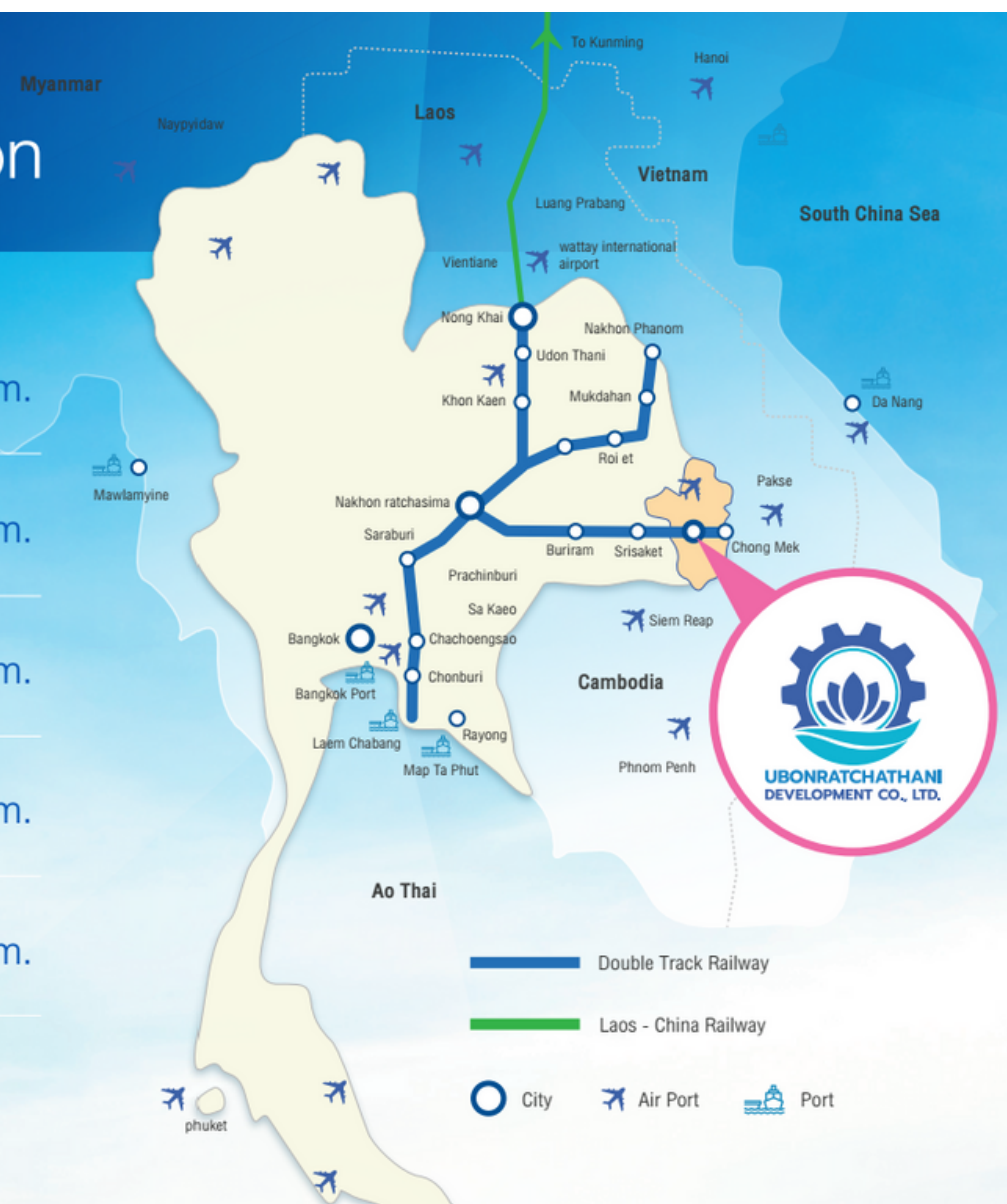 To Kunming
Hanoi
Myanmar
Laos
Naypyidaw
on
Vietnam
Luang Prabang
South China Sea
Vientiane
wattay international
airport
Nong Khai
Nakhon Phanom
Udon Thani
m.
Khon Kaen
Mukdahan
Da Nang
Roi et
Pakse
Mawlamyine
Nakhon ratchasima
m.
Saraburi
Buriram
Srisaket
Chong Mek
Prachinburi
Sa Kaeo
Siem Reap
Bangkok
Chachoengsao
m.
Chonburi
Cambodia
Bangkok Port
Rayong
Laem Chabang
Map Ta Phut
Phnom Penh
UBONRATCHATHANI
DEVELOPMENT CO., LTD.
m.
Ao Thai
m.
Double Track Railway
Laos - China Railway
City
Air Port
Port
phuket